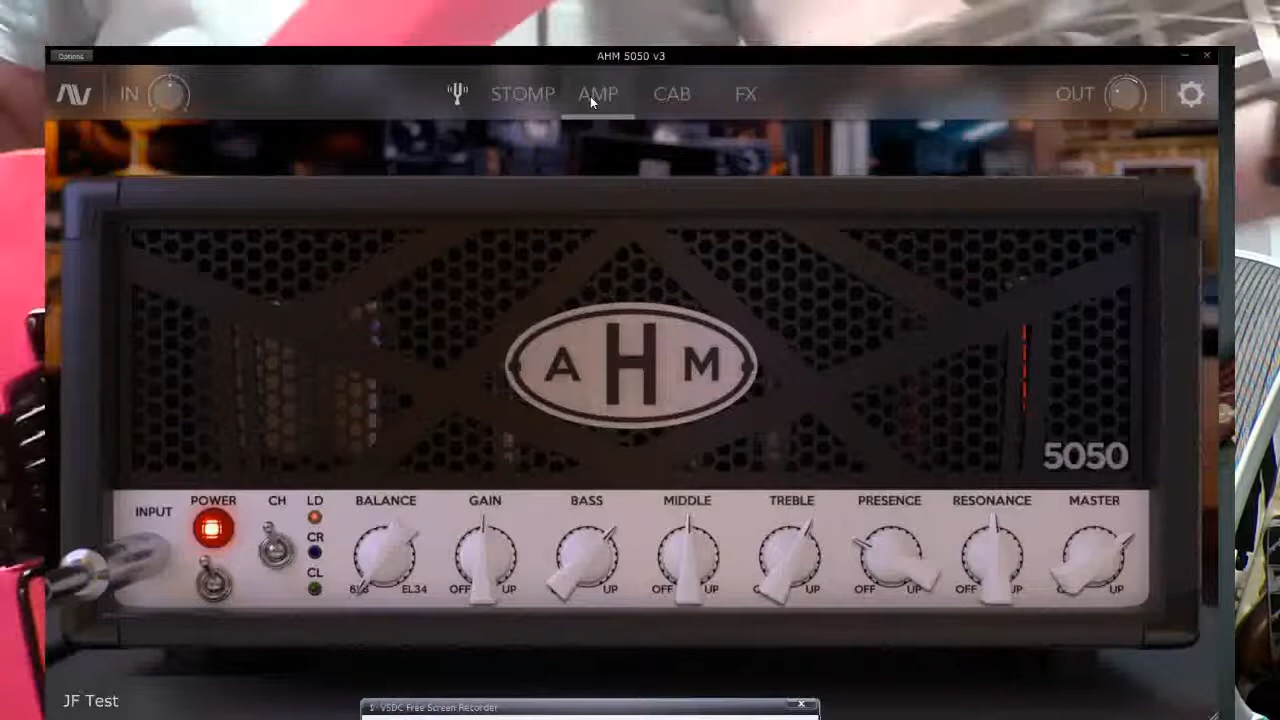 Options
AHM 5050 v3
IN
STOMP
AMP
CAB
FX
OUT
A H M
5050
INPUT
POWER
CH
LD
CR
CL
BALANCE
GAIN
BASS
MIDDLE
TREBLE
PRESENCE
RESONANCE
MASTER
EL34
OFF UP
UP
OFF UP
UP
OFF UP
OFF
UP
JF Test
VSDC Free Screen Recorder